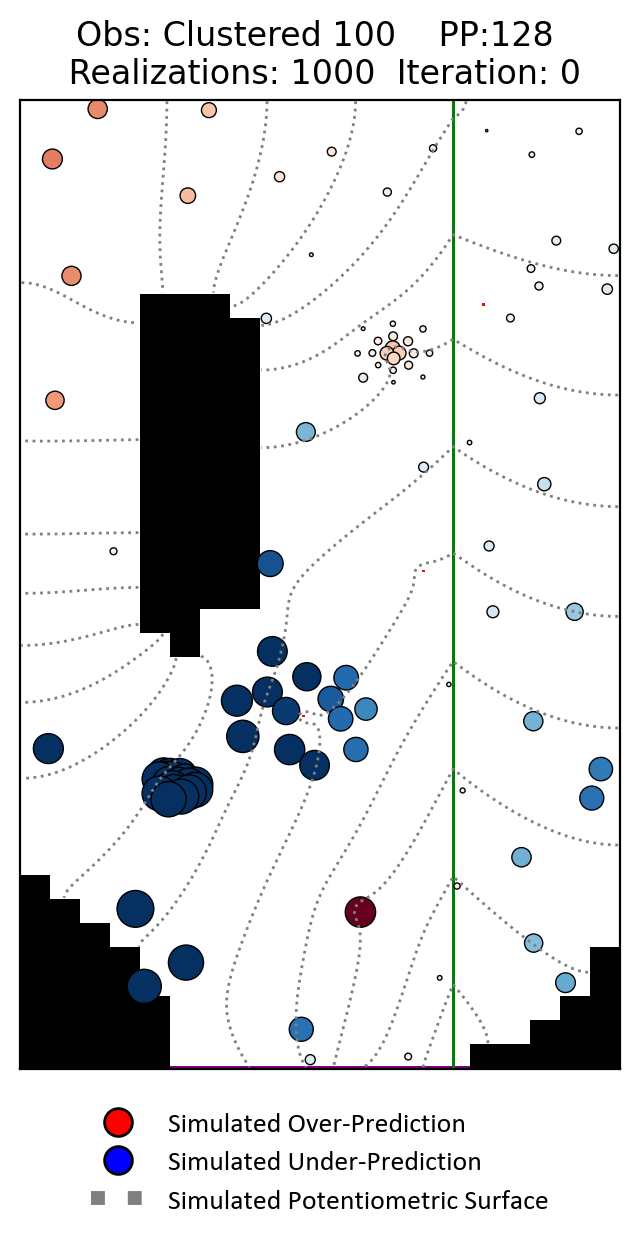 Obs: Clustered 100    PP:128
Realizations: 1000  Iteration: 0
Simulated Over-Prediction
Simulated Under-Prediction
Simulated Potentiometric Surface